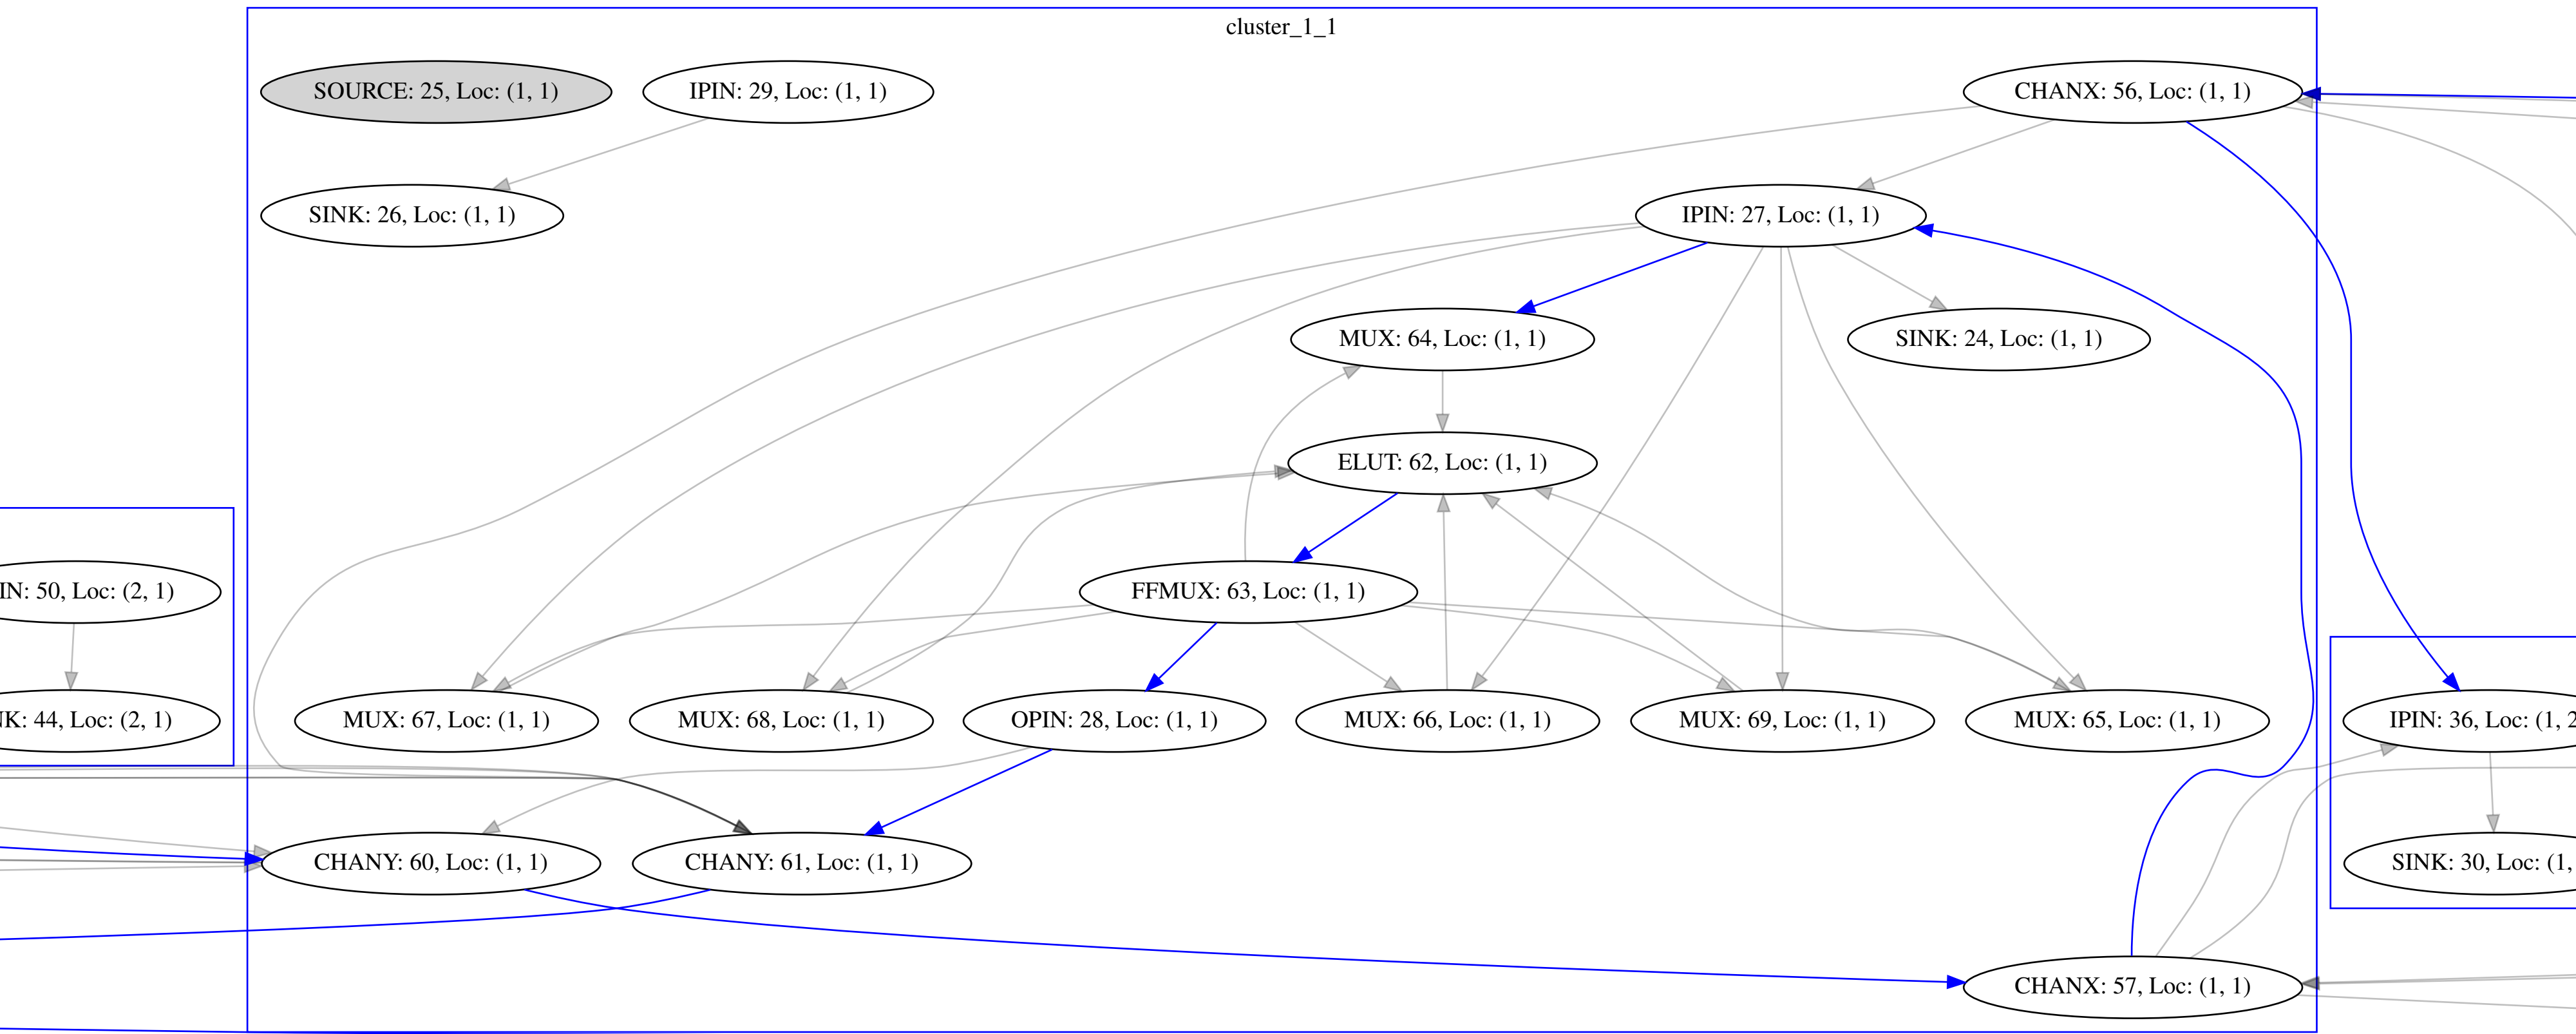 cluster_1_1
SOURCE: 25, Loc: (1, 1)
IPIN: 29, Loc: (1, 1)
CHANX: 56, Loc: (1, 1)
SINK: 26, Loc: (1, 1)
IPIN: 27, Loc: (1, 1)
MUX: 64, Loc: (1, 1)
SINK: 24, Loc: (1, 1)
ELUT: 62, Loc: (1, 1)
IN: 50, Loc: (2, 1)
FFMUX: 63, Loc: (1, 1)
NK: 44, Loc: (2, 1)
MUX: 67, Loc: (1, 1)
MUX: 68, Loc: (1, 1)
OPIN: 28, Loc: (1, 1)
MUX: 66, Loc: (1, 1)
MUX: 69, Loc: (1, 1)
MUX: 65, Loc: (1, 1)
IPIN: 36, Loc: (1, 2
CHANY: 60, Loc: (1, 1)
CHANY: 61, Loc: (1, 1)
SINK: 30, Loc: (1,
CHANX: 57, Loc: (1, 1)